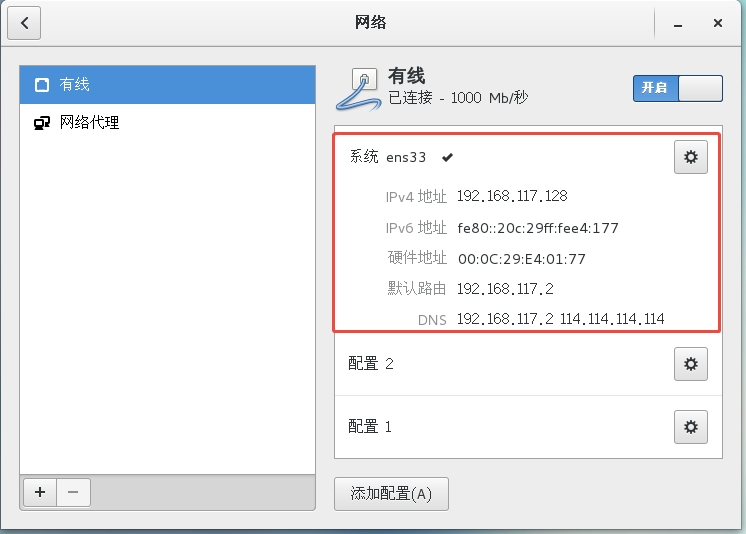 网络
有线
网络代理
有线
已连接 - 1000 Mb/秒
开启
系统 ens33
IPv4 地址 192.168.117.128
IPv6 地址 fe80::20c:29ff:fee4:177
硬件地址 00:0C:29:E4:01:77
默认路由 192.168.117.2
DNS 192.168.117.2 114.114.114.114
配置 2
配置 1
添加配置(A)